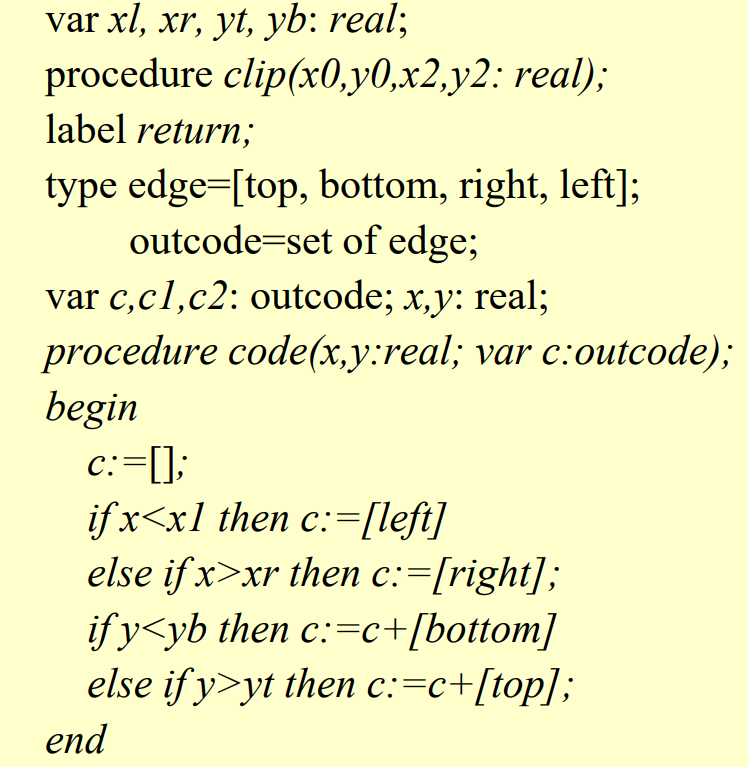 var xl, xr, yt, yb: real;
procedure clip(x0,y0,x2,y2: real);
label return;
type edge=[top, bottom, right, left];
outcode=set of edge;
var c,c1,c2: outcode; x,y: real;
procedure code(x,y:real; var c:outcode);
begin
c:=[];
if x<x1 then c:=[left]
else if x>xr then c:=[right];
if y<yb then c:=c+[bottom]
else if y>yt then c:=c+[top];
end